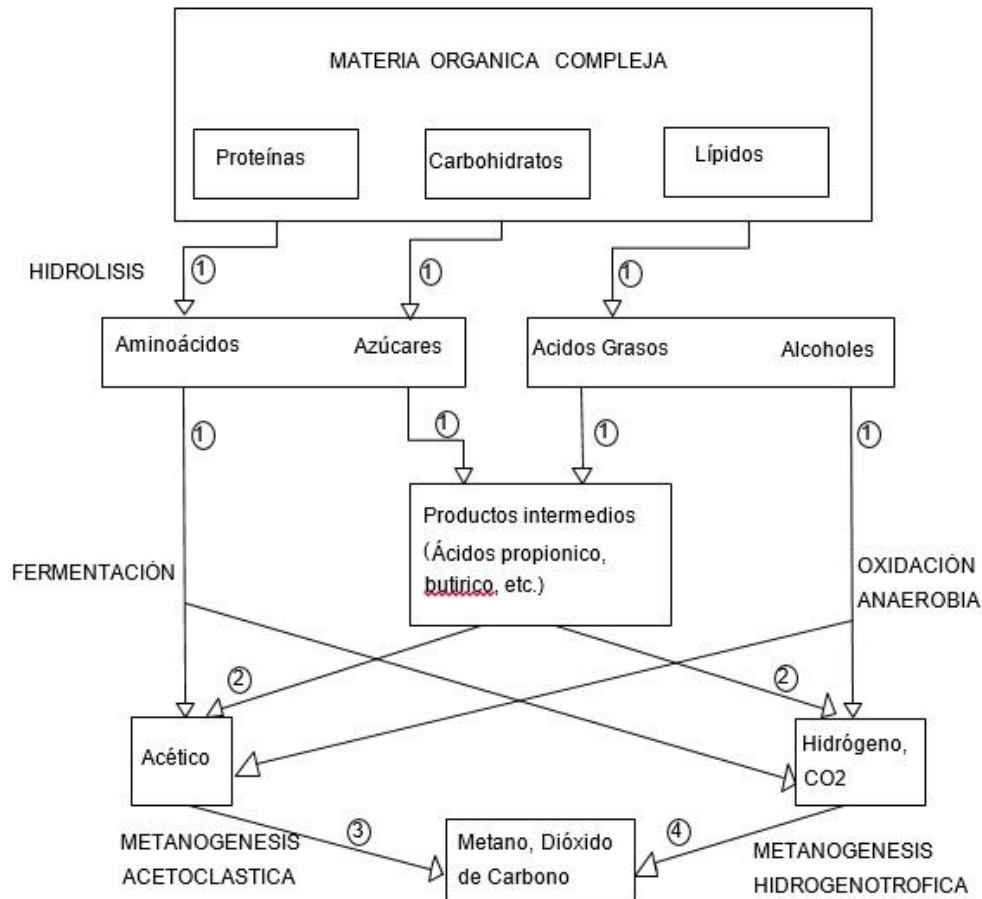 MATERIA ORGANICA COMPLEJA
Proteínas
Carbohidratos
Lípidos
HIDROLISIS
1
1
1
Aminoácidos
Azúcares
Acidos Grasos
Alcoholes
1
1
1
1
Productos intermedios
(Ácidos propionico,
butirico, etc.)
FERMENTACIÓN
OXIDACIÓN
ANAEROBIA
2
2
Acético
Hidrógeno,
CO2
METANOGENESIS
ACETOCLASTICA
3
4
Metano, Dióxido
de Carbono
METANOGENESIS
HIDROGENOTROFICA